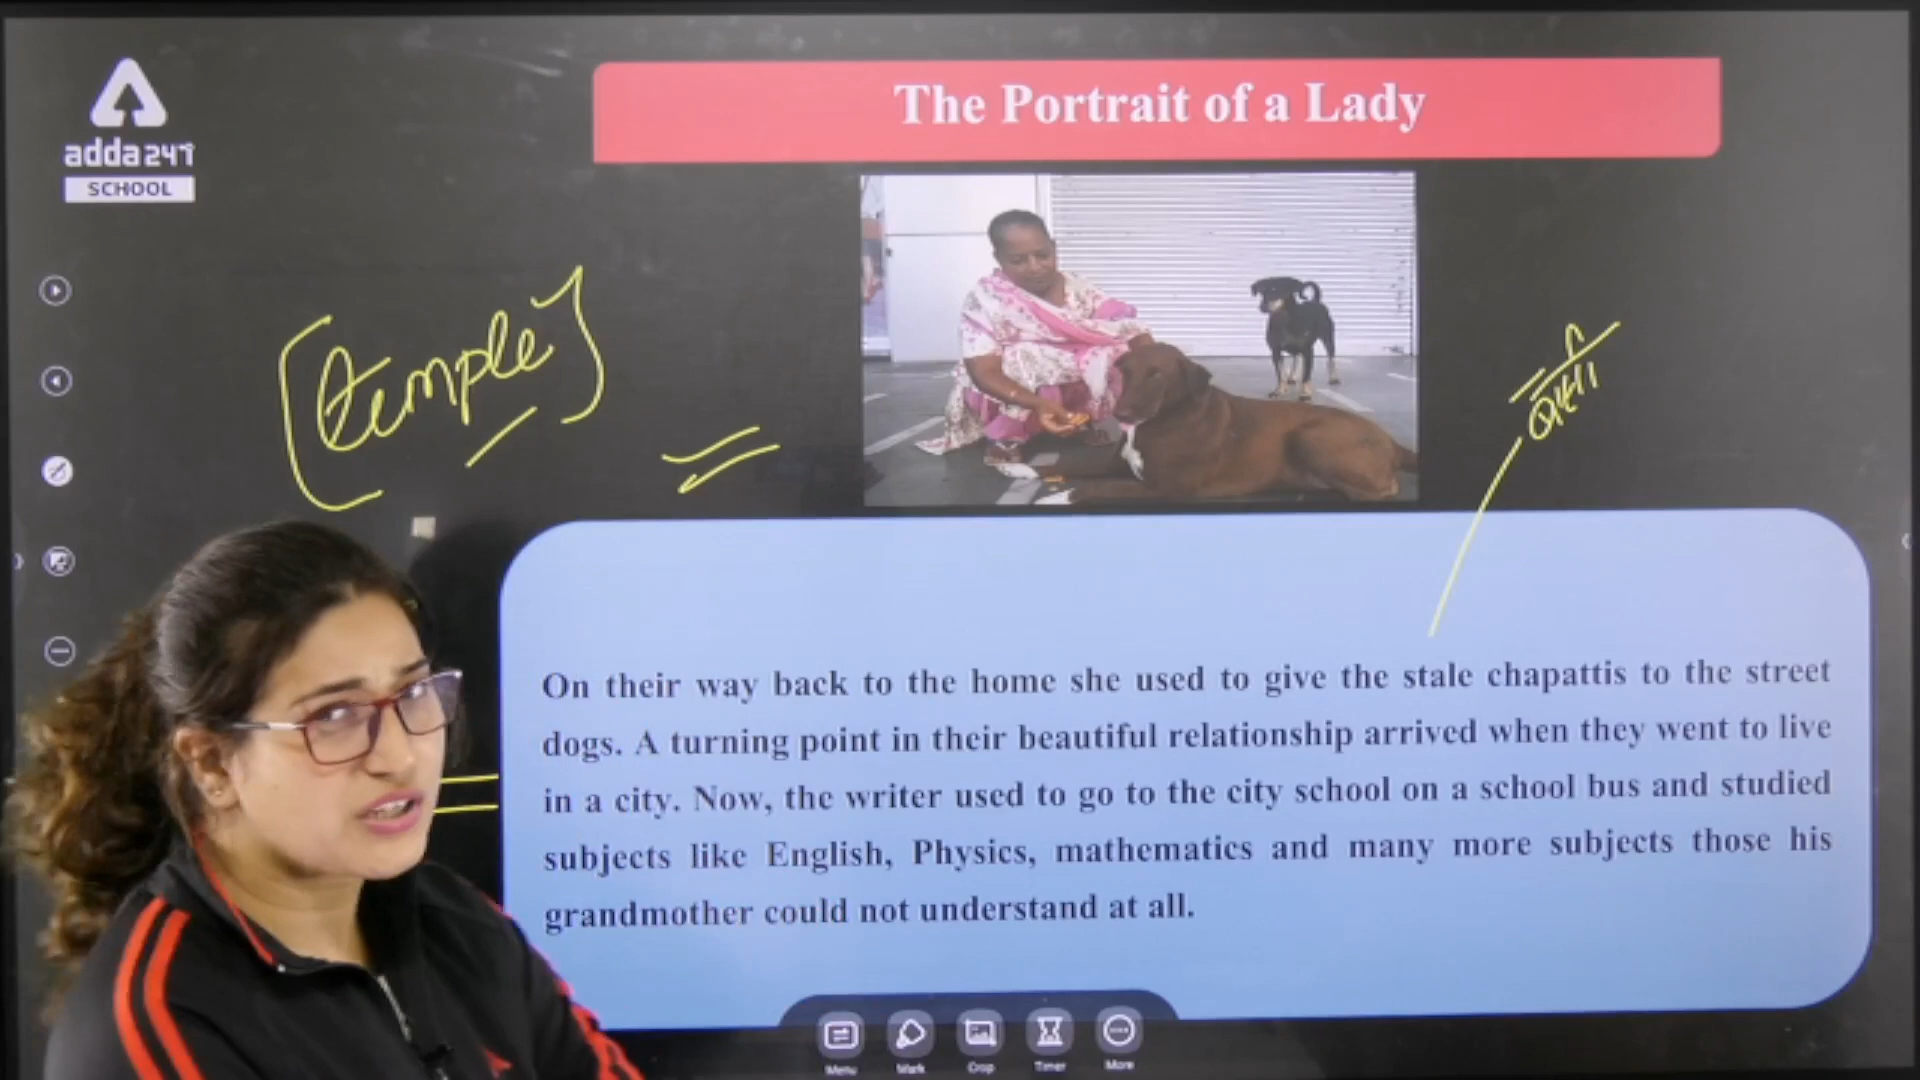 adda247
SCHOOL
The Portrait of a Lady
[temple]
On their way back to the home she used to give the stale chapattis to the street
dogs. A turning point in their beautiful relationship arrived when they went to live
in a city. Now, the writer used to go to the city school on a school bus and studied
subjects like English, Physics, mathematics and many more subjects those his
grandmother could not understand at all.
Menu
Mark
Crop
Timer
More